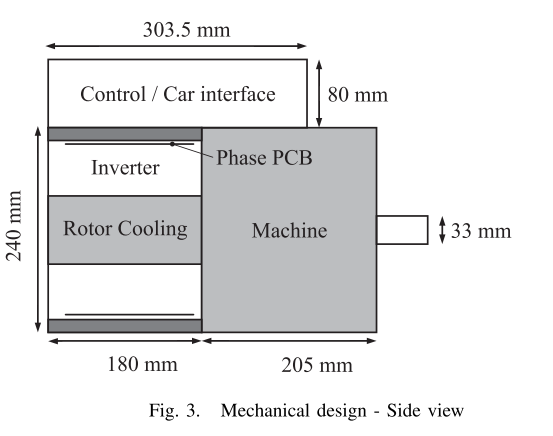 303.5 mm
Control / Car interface
80 mm
Phase PCB
Inverter
240 mm
Rotor Cooling
Machine
33 mm
180 mm
205 mm
Fig. 3. Mechanical design - Side view